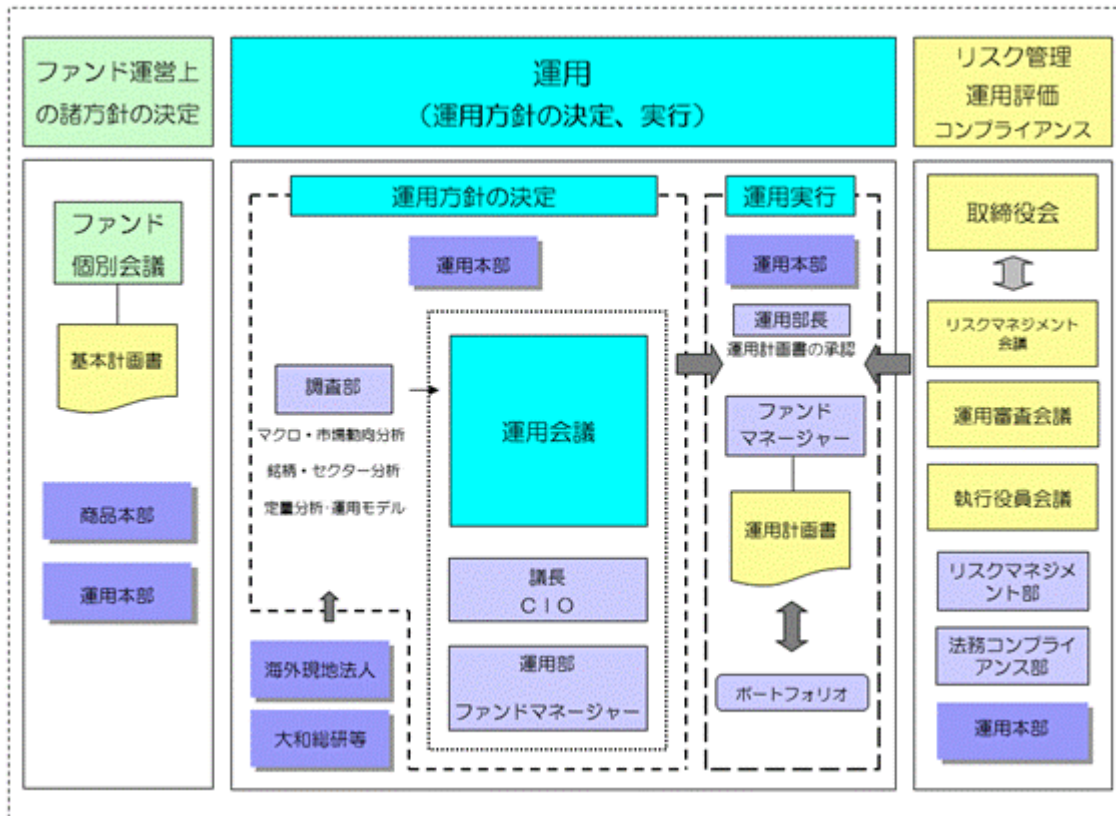 ファンド運営上
の諸方針の決定
運用
（運用方針の決定、実行）
リスク管理
運用評価
コンプライアンス
ファンド
個別会議
基本計画書
商品本部
運用本部
運用方針の決定
運用本部
調査部
マクロ・市場動向分析
銘柄・セクター分析
定量分析・運用モデル
運用会議
議長
ＣＩＯ
運用部
ファンドマネージャー
海外現地法人
大和総研等
運用実行
運用本部
運用部長
運用計画書の承認
ファンド
マネージャー
運用計画書
ポートフォリオ
取締役会
リスクマネジメント
会議
運用審査会議
執行役員会議
リスクマネジメ
ント部
法務コンプライ
アンス部
運用本部